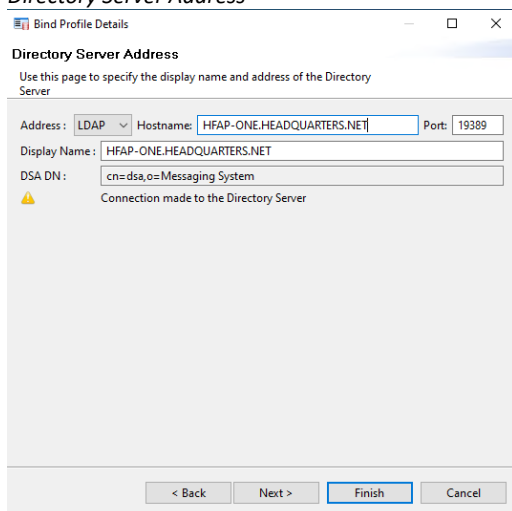 Directory Server Address
Bind Profile Details
Directory Server Address
Use this page to specify the display name and address of the Directory
Server
Address : LDAP Hostname: HFAP-ONE.HEADQUARTERS.NET Port: 19389
Display Name : HFAP-ONE.HEADQUARTERS.NET
DSA DN : cn=dsa,o=Messaging System
Connection made to the Directory Server
< Back Next > Finish Cancel